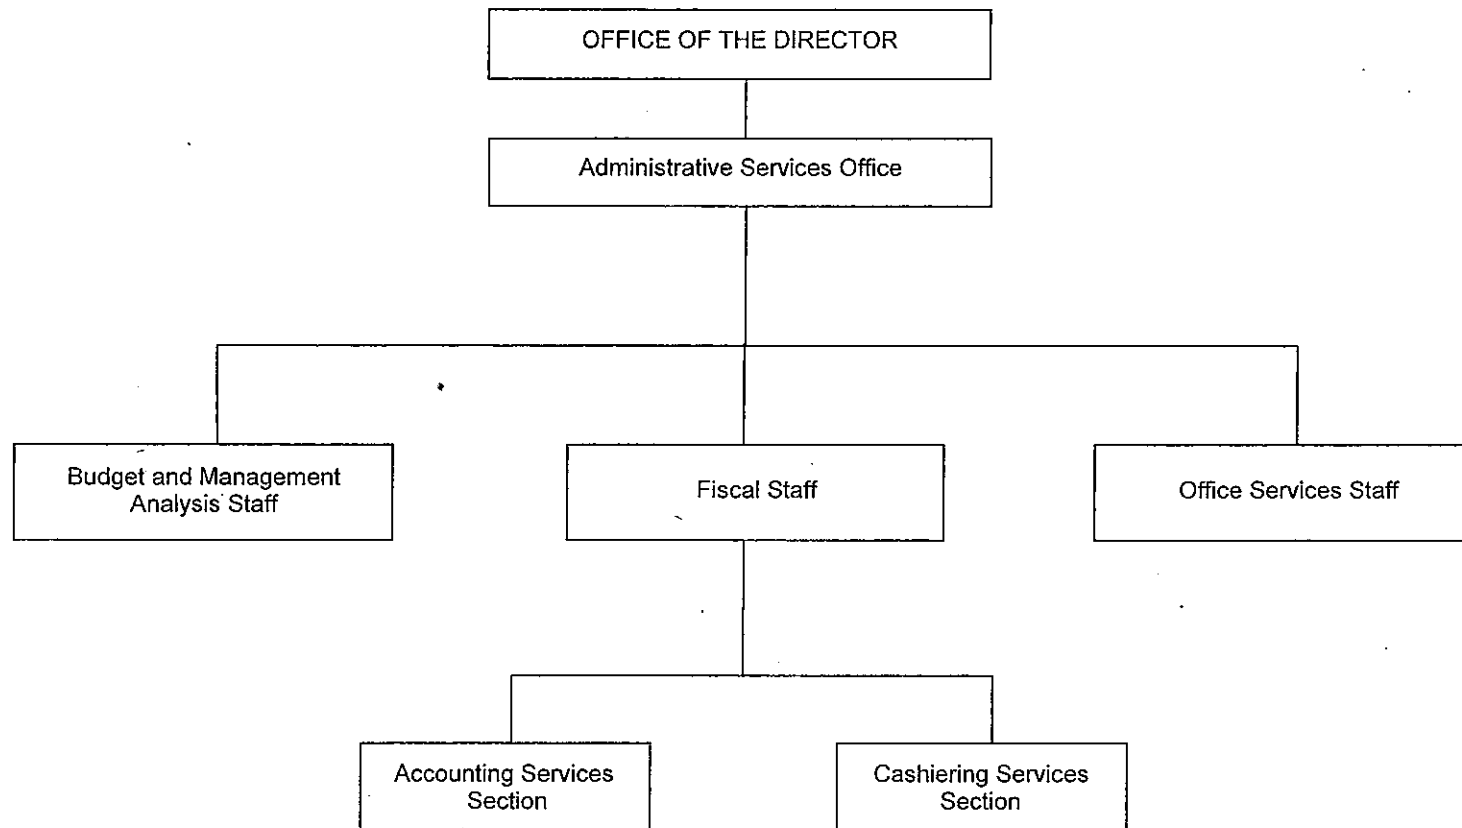 OFFICE OF THE DIRECTOR
Administrative Services Office
Budget and Management
Analysis Staff
Fiscal Staff
Office Services Staff
Accounting Services
Section
Cashiering Services
Section